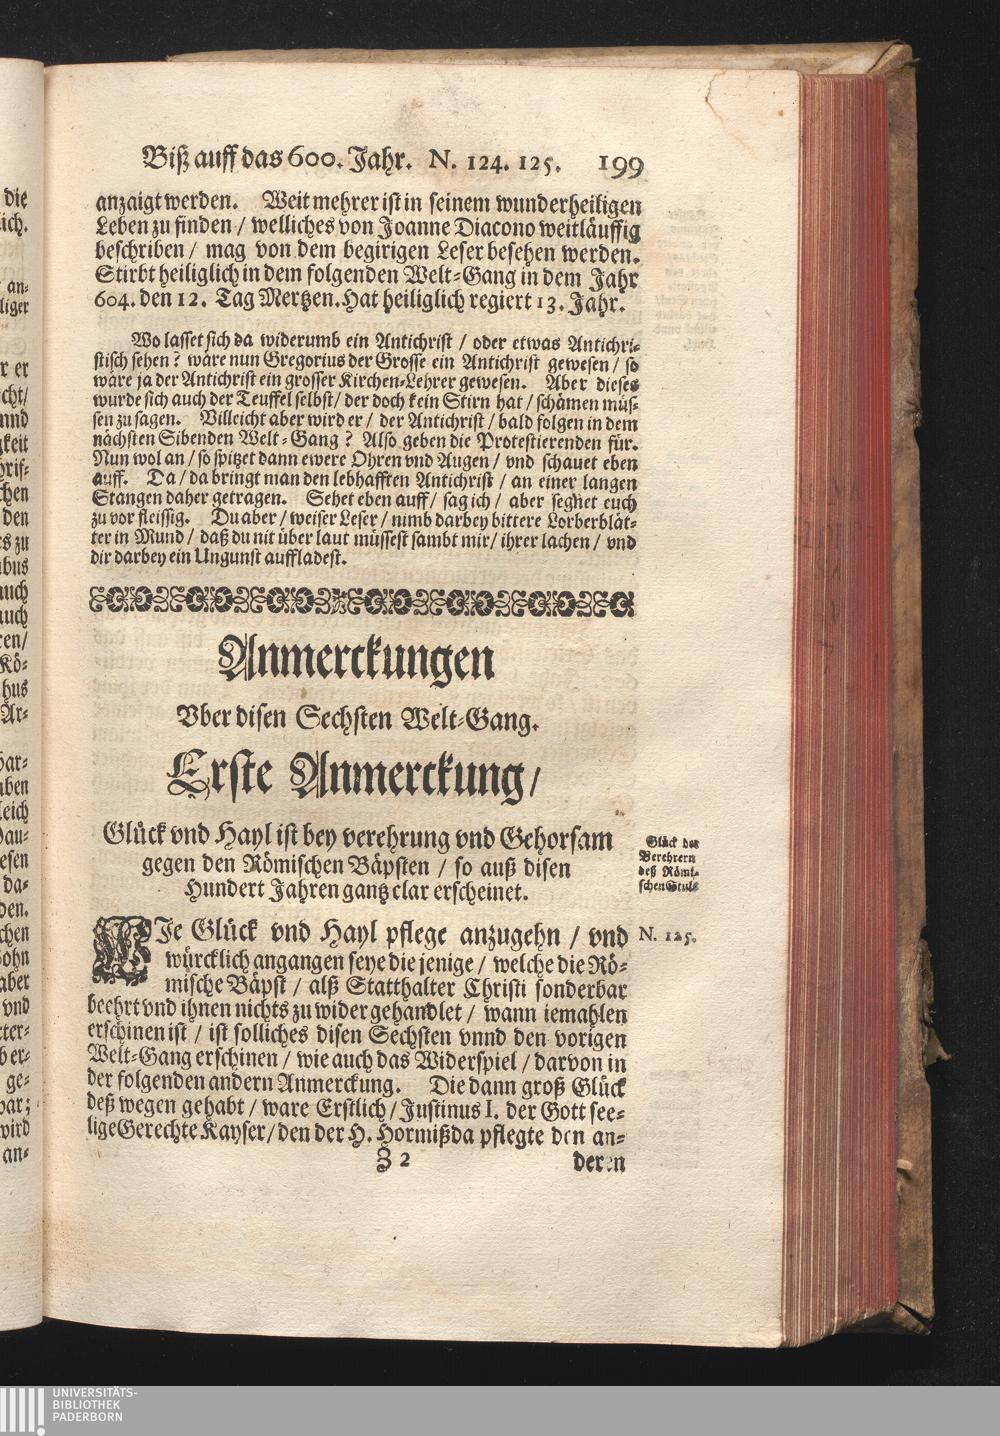 Biß auff das 600. Jahr. N. 124. 125. 199
anzaigt werden. Weit mehrer ist in seinem wunderheiligen
Leben zu finden / welliches von Joanne Diacono weitläuffig
beschriben / mag von dem begirigen Leser besehen werden.
Stirbt heiliglich in dem folgenden Welt-Gang in dem Jahr
604. den 12. Tag Mertzen. Hat heiliglich regiert 13. Jahr.
Wo lasset sich da widerumb ein Antichrist / oder etwas Antichri-
stisch sehen? wäre nun Gregorius der Grosse ein Antichrist gewesen / so
wäre ja der Antichrist ein grosser Kirchen-Lehrer gewesen. Aber dieses
wurde sich auch der Teuffel selbst / der doch kein Stirn hat / schämen müs-
sen zu sagen. Villeicht aber wird er / der Antichrist / bald folgen in dem
nächsten Sibenden Welt-Gang? Also geben die Protestierenden für.
Nun wol an / so spitzet dann ewere Ohren vnd Augen / vnd schauet eben
auff. Da / da bringt man den lebhafften Antichrist / an einer langen
Stangen daher getragen. Sehet eben auff / sag ich / aber segnet euch
zu vor fleissig. Du aber / weiser Leser / nimb darbey bittere Lorberblät-
ter in Mund / daß du nit über laut müssest sambt mir / ihrer lachen / vnd
dir darbey ein Ungunst auffladest.
Anmerckungen
Vber disen Sechsten Welt-Gang.
Erste Anmerckung /
Glück vnd Hayl ist bey verehrung vnd Gehorsam
gegen den Römischen Bäpsten / so auß disen
Hundert Jahren gantz clar erscheinet.
Glück der
Verehrern
deß Römi-
schen Stuls
WJe Glück vnd Hayl pflege anzugehn / vnd
N. 125.
würcklich angangen seye die jenige / welche die Rö-
mische Bäpst / alß Statthalter Christi sonderbar
beehrt vnd ihnen nichts zu wider gehandlet / wann iemahlen
erschinen ist / ist solliches disen Sechsten vnnd den vorigen
Welt-Gang erschinen / wie auch das Widerspiel / darvon in
der folgenden andern Anmerckung. Die dann groß Glück
deß wegen gehabt / ware Erstlich / Justinus I. der Gott see-
lige Gerechte Kayser / den der H. Hormißda pflegte den an-
Z 2
deren
UNIVERSITÄTS-
BIBLIOTHEK
PADERBORN